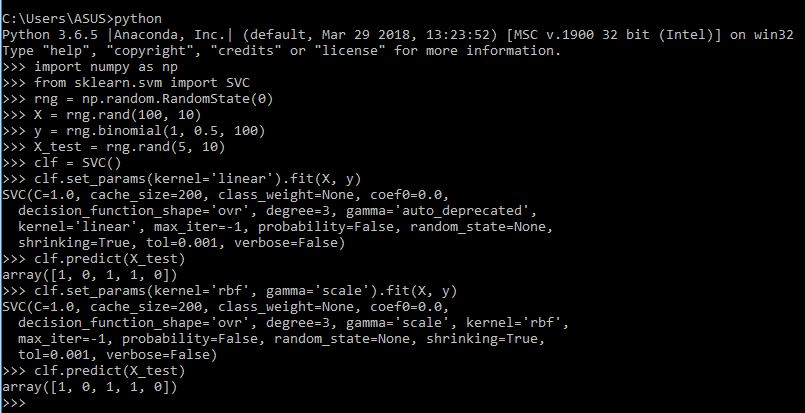 C:\Users\ASUS>python
Python 3.6.5 |Anaconda, Inc.| (default, Mar 29 2018, 13:23:52) [MSC v.1900 32 bit (Intel)] on win32
Type "help", "copyright", "credits" or "license" for more information.
>>> import numpy as np
>>> from sklearn.svm import SVC
>>> rng = np.random.RandomState(0)
>>> X = rng.rand(100, 10)
>>> y = rng.binomial(1, 0.5, 100)
>>> X_test = rng.rand(5, 10)
>>> clf = SVC()
>>> clf.set_params(kernel='linear').fit(X, y)
SVC(C=1.0, cache_size=200, class_weight=None, coef0=0.0,
  decision_function_shape='ovr', degree=3, gamma='auto_deprecated',
  kernel='linear', max_iter=-1, probability=False, random_state=None,
  shrinking=True, tol=0.001, verbose=False)
>>> clf.predict(X_test)
array([1, 0, 1, 1, 0])
>>> clf.set_params(kernel='rbf', gamma='scale').fit(X, y)
SVC(C=1.0, cache_size=200, class_weight=None, coef0=0.0,
  decision_function_shape='ovr', degree=3, gamma='scale', kernel='rbf',
  max_iter=-1, probability=False, random_state=None, shrinking=True,
  tol=0.001, verbose=False)
>>> clf.predict(X_test)
array([1, 0, 1, 1, 0])
>>>